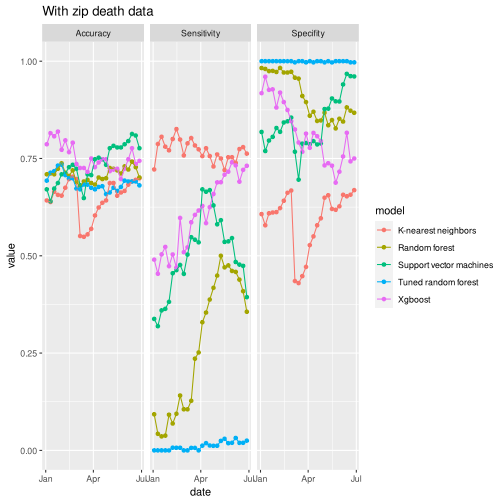 With zip death data
Accuracy
Sensitivity
Specifity
1.00
0.75
0.50
0.25
0.00
value
Jan
Apr
Jul
Jan
Apr
Jul
Jan
Apr
Jul
date
model
K-nearest neighbors
Random forest
Support vector machines
Tuned random forest
Xgboost